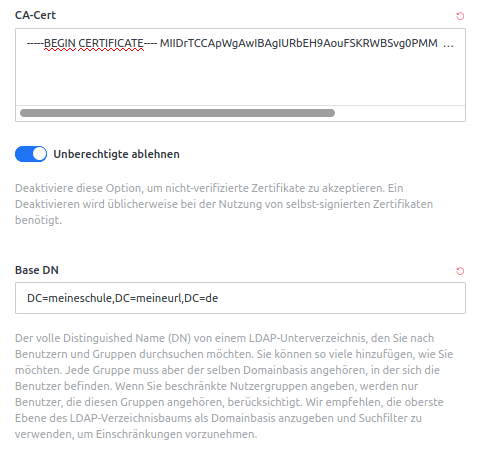 CA-Cert
-----BEGIN CERTIFICATE---- MIIDrTCCApWgAwIBAgIURbEH9AouFSKRWBSvg0PMM ...
Unberechtigte ablehnen
Deaktiviere diese Option, um nicht-verifizierte Zertifikate zu akzeptieren. Ein
Deaktivieren wird üblicherweise bei der Nutzung von selbst-signierten Zertifikaten
benötigt.
Base DN
DC=meineschule,DC=meineurl,DC=de
Der volle Distinguished Name (DN) von einem LDAP-Unterverzeichnis, den Sie nach
Benutzern und Gruppen durchsuchen möchten. Sie können so viele hinzufügen, wie Sie
möchten. Jede Gruppe muss aber der selben Domainbasis angehören, in der sich die
Benutzer befinden. Wenn Sie beschränkte Nutzergruppen angeben, werden nur
Benutzer, die diesen Gruppen angehören, berücksichtigt. Wir empfehlen, die oberste
Ebene des LDAP-Verzeichnisbaums als Domainbasis anzugeben und Suchfilter zu
verwenden, um Einschränkungen vorzunehmen.